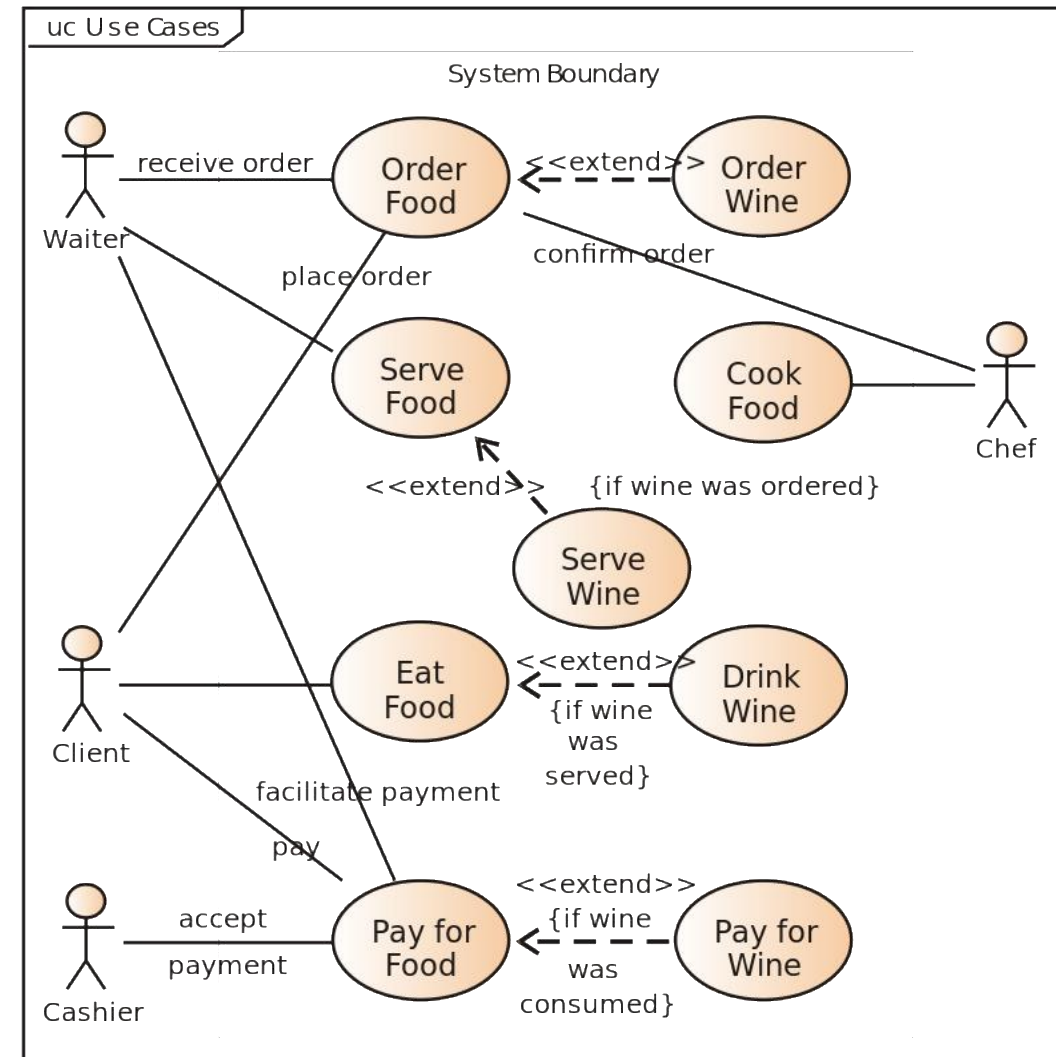 uc Use Cases
System Boundary
receive order
Order
Food
<<extend>>
Order
Wine
Waiter
confirm order
place order
Serve
Food
Cook
Food
Chef
<<extend>>
{if wine was ordered}
Serve
Wine
Client
Eat
Food
<<extend>>
{if wine
was
served}
Drink
Wine
facilitate payment
pay
accept
payment
Cashier
Pay for
Food
<<extend>>
{if wine
was
consumed}
Pay for
Wine